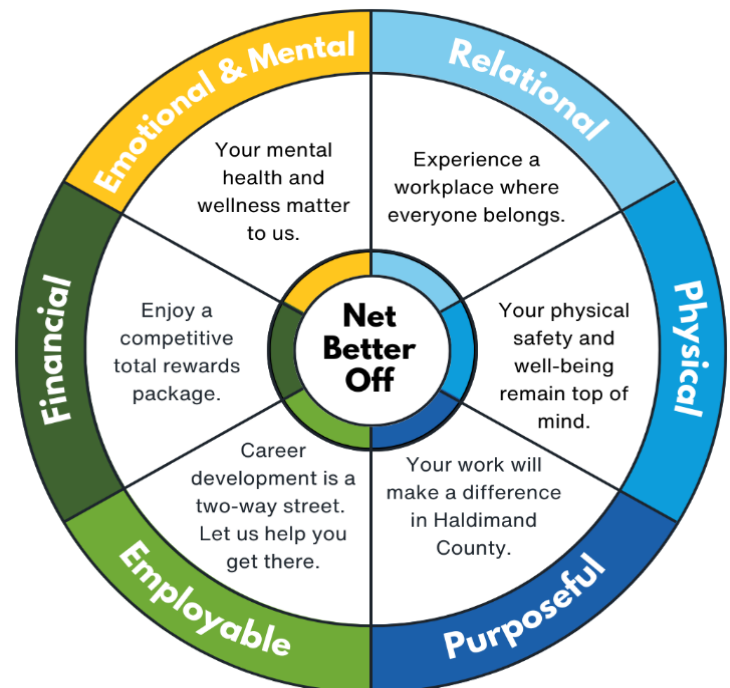 Emotional & Mental
Your mental
health and
wellness matter
to us.
Relational
Experience a
workplace where
everyone belongs.
Physical
Your physical
safety and
well-being
remain top of
mind.
Purposeful
Your work will
make a difference
in Haldimand
County.
Employable
Career
development is a
two-way street.
Let us help you
get there.
Financial
Enjoy a
competitive
total rewards
package.
Net
Better
Off